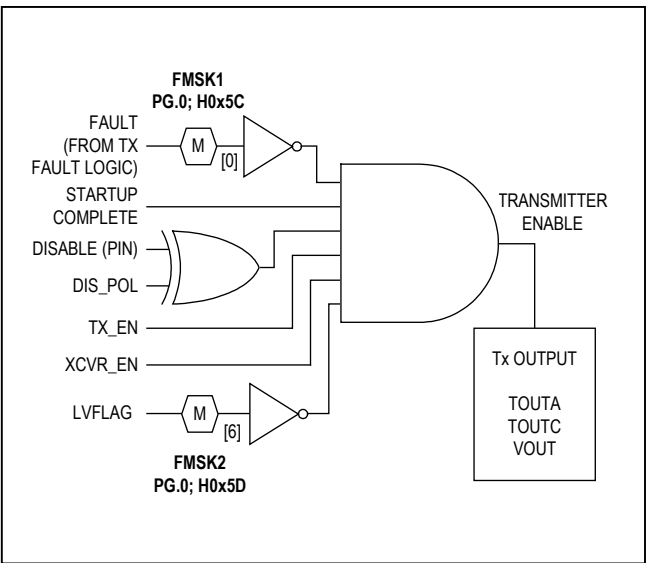 FMSK1
PG.0; H0x5C
FAULT
(FROM TX
FAULT LOGIC)
M
[0]
STARTUP
COMPLETE
DISABLE (PIN)
DIS_POL
TX_EN
XCVR_EN
LVFLAG
M
[6]
FMSK2
PG.0; H0x5D
TRANSMITTER
ENABLE
Tx OUTPUT
TOUTA
TOUTC
VOUT